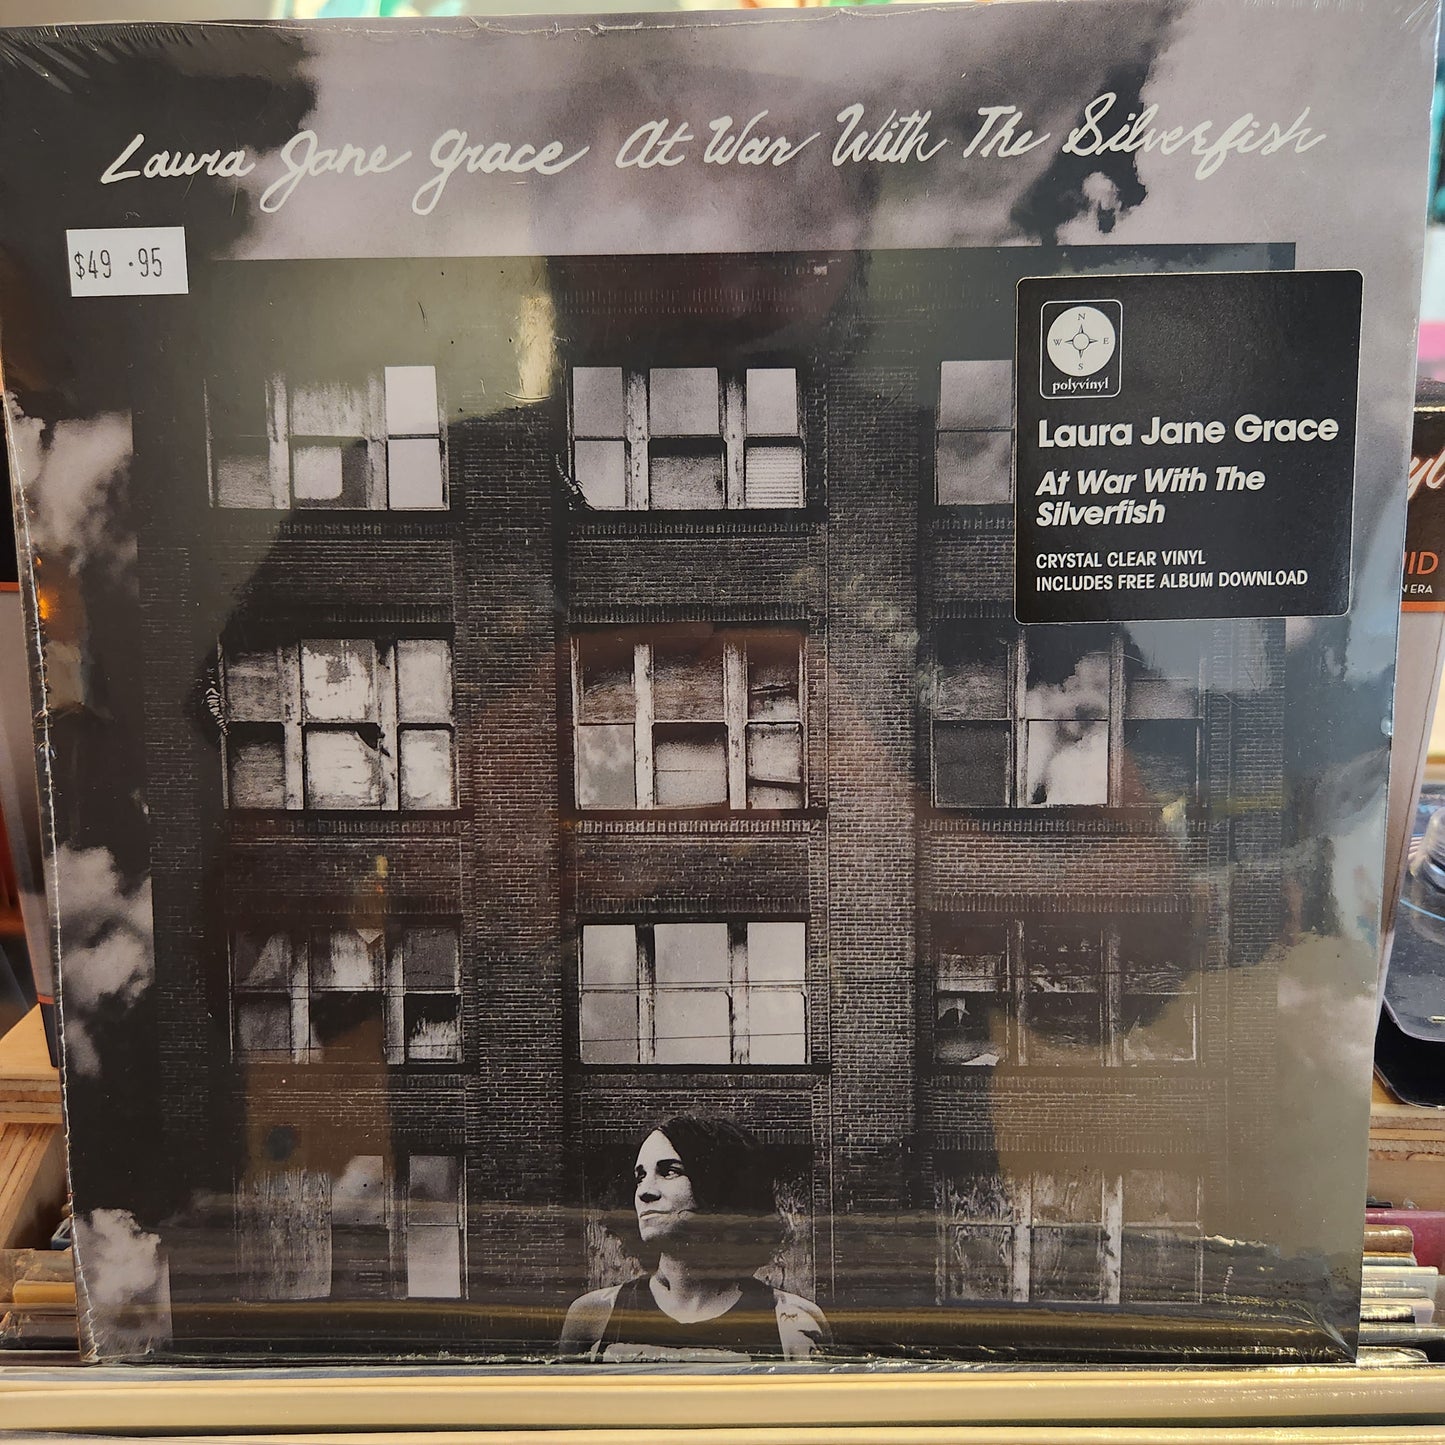 Laura Jane Grace At War With The Silverfish
$49.95
N
W E
S
polyvinyl
Laura Jane Grace
At War With The
Silverfish
CRYSTAL CLEAR VINYL
INCLUDES FREE ALBUM DOWNLOAD
ERA